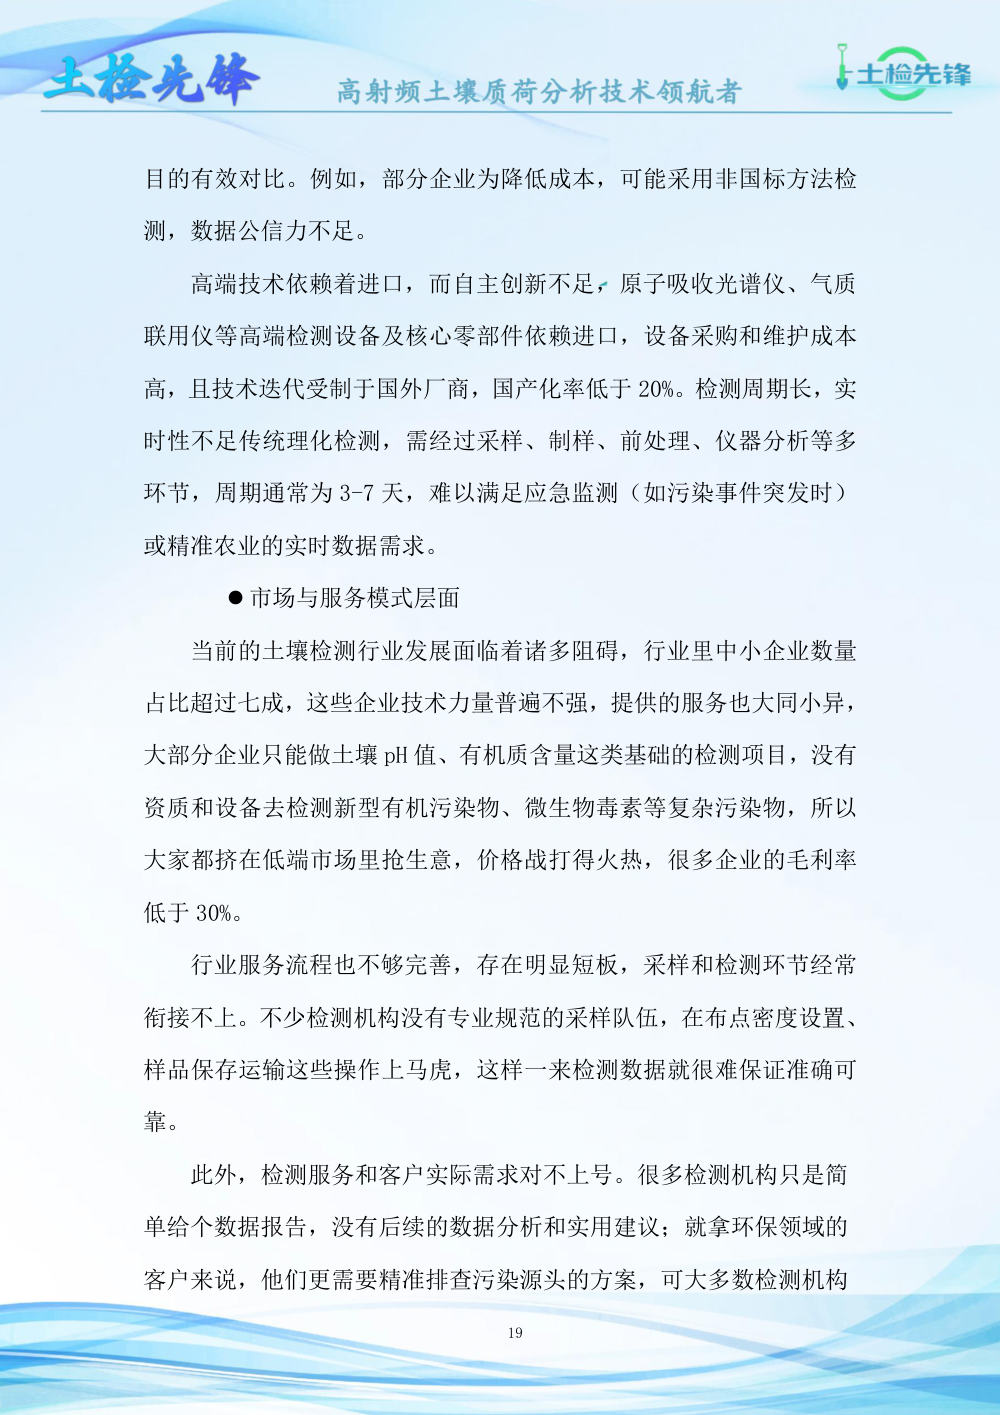 土检先锋
高射频土壤质荷分析技术领航者
土检先锋
目的有效对比。例如，部分企业为降低成本，可能采用非国标方法检
测，数据公信力不足。
高端技术依赖着进口，而自主创新不足，原子吸收光谱仪、气质
联用仪等高端检测设备及核心零部件依赖进口，设备采购和维护成本
高，且技术迭代受制于国外厂商，国产化率低于 20%。检测周期长，实
时性不足传统理化检测，需经过采样、制样、前处理、仪器分析等多
环节，周期通常为 3-7 天，难以满足应急监测（如污染事件突发时）
或精准农业的实时数据需求。
●市场与服务模式层面
当前的土壤检测行业发展面临着诸多阻碍，行业里中小企业数量
占比超过七成，这些企业技术力量普遍不强，提供的服务也大同小异，
大部分企业只能做土壤 pH 值、有机质含量这类基础的检测项目，没有
资质和设备去检测新型有机污染物、微生物毒素等复杂污染物，所以
大家都挤在低端市场里抢生意，价格战打得火热，很多企业的毛利率
低于 30%。
行业服务流程也不够完善，存在明显短板，采样和检测环节经常
衔接不上。不少检测机构没有专业规范的采样队伍，在布点密度设置、
样品保存运输这些操作上马虎，这样一来检测数据就很难保证准确可
靠。
此外，检测服务和客户实际需求对不上号。很多检测机构只是简
单给个数据报告，没有后续的数据分析和实用建议；就拿环保领域的
客户来说，他们更需要精准排查污染源头的方案，可大多数检测机构
19